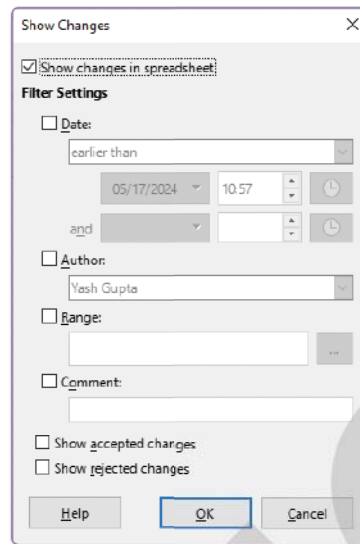 Show Changes
Show changes in spreadsheet
Filter Settings
Date:
earlier than
05/17/2024 10:57
and
Author:
Yash Gupta
Range:
...
Comment:
Show accepted changes
Show rejected changes
Help OK Cancel